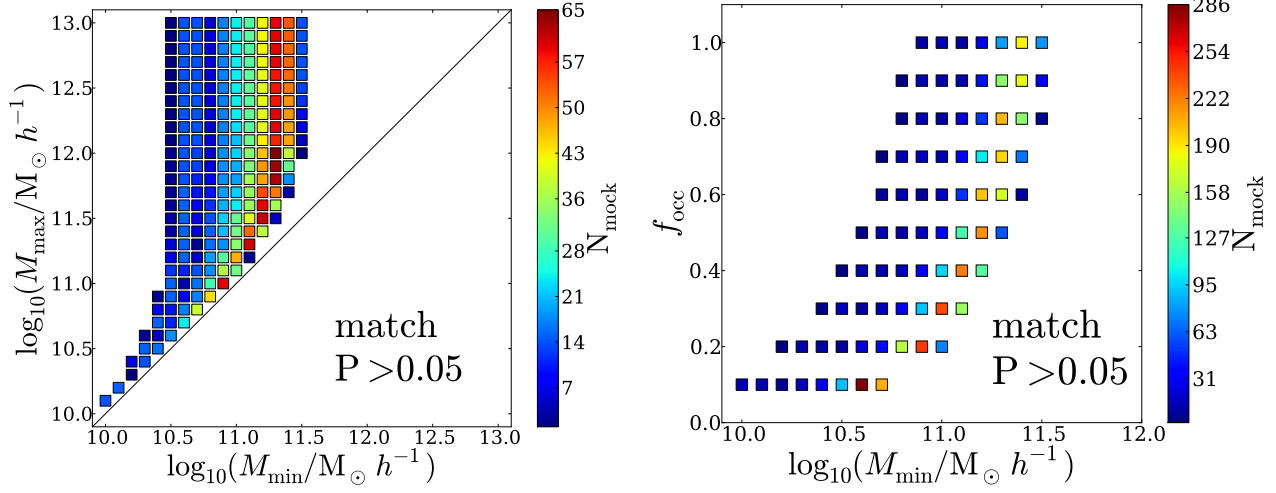 13.0
12.5
12.0
11.5
11.0
10.5
10.0
log10(Mmax/M⊙ h−1)
10.0 10.5 11.0 11.5 12.0 12.5 13.0
log10(Mmin/M⊙ h−1)
match
P >0.05
65
57
50
43
36
28
21
14
7
Nmock
1.0
0.8
0.6
0.4
0.2
0.0
focc
10.0 10.5 11.0 11.5 12.0
log10(Mmin/M⊙ h−1)
match
P >0.05
286
254
222
190
158
127
95
63
31
Nmock